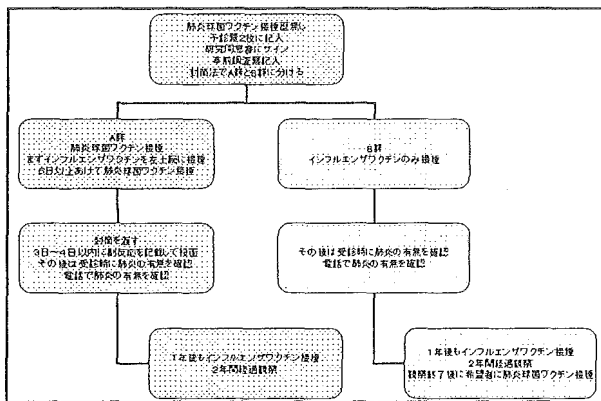 肺炎球菌ワクチン接種歴無し
予診票2枚に記入
研究同意書にサイン
事前調査票記入
封筒法でA群とB群に分ける
A群
肺炎球菌ワクチン接種
まずインフルエンザワクチンを左上腕に接種
6日以上あけて肺炎球菌ワクチン接種
B群
インフルエンザワクチンのみ接種
封筒を渡す
3日～4日以内に副反応を記載して投函
その後は受診時に肺炎の有無を確認
電話で肺炎の有無を確認
その後は受診時に肺炎の有無を確認
電話で肺炎の有無を確認
1年後もインフルエンザワクチン接種
2年間経過観察
1年後もインフルエンザワクチン接種
2年間経過観察
観察終了後に希望者に肺炎球菌ワクチン接種